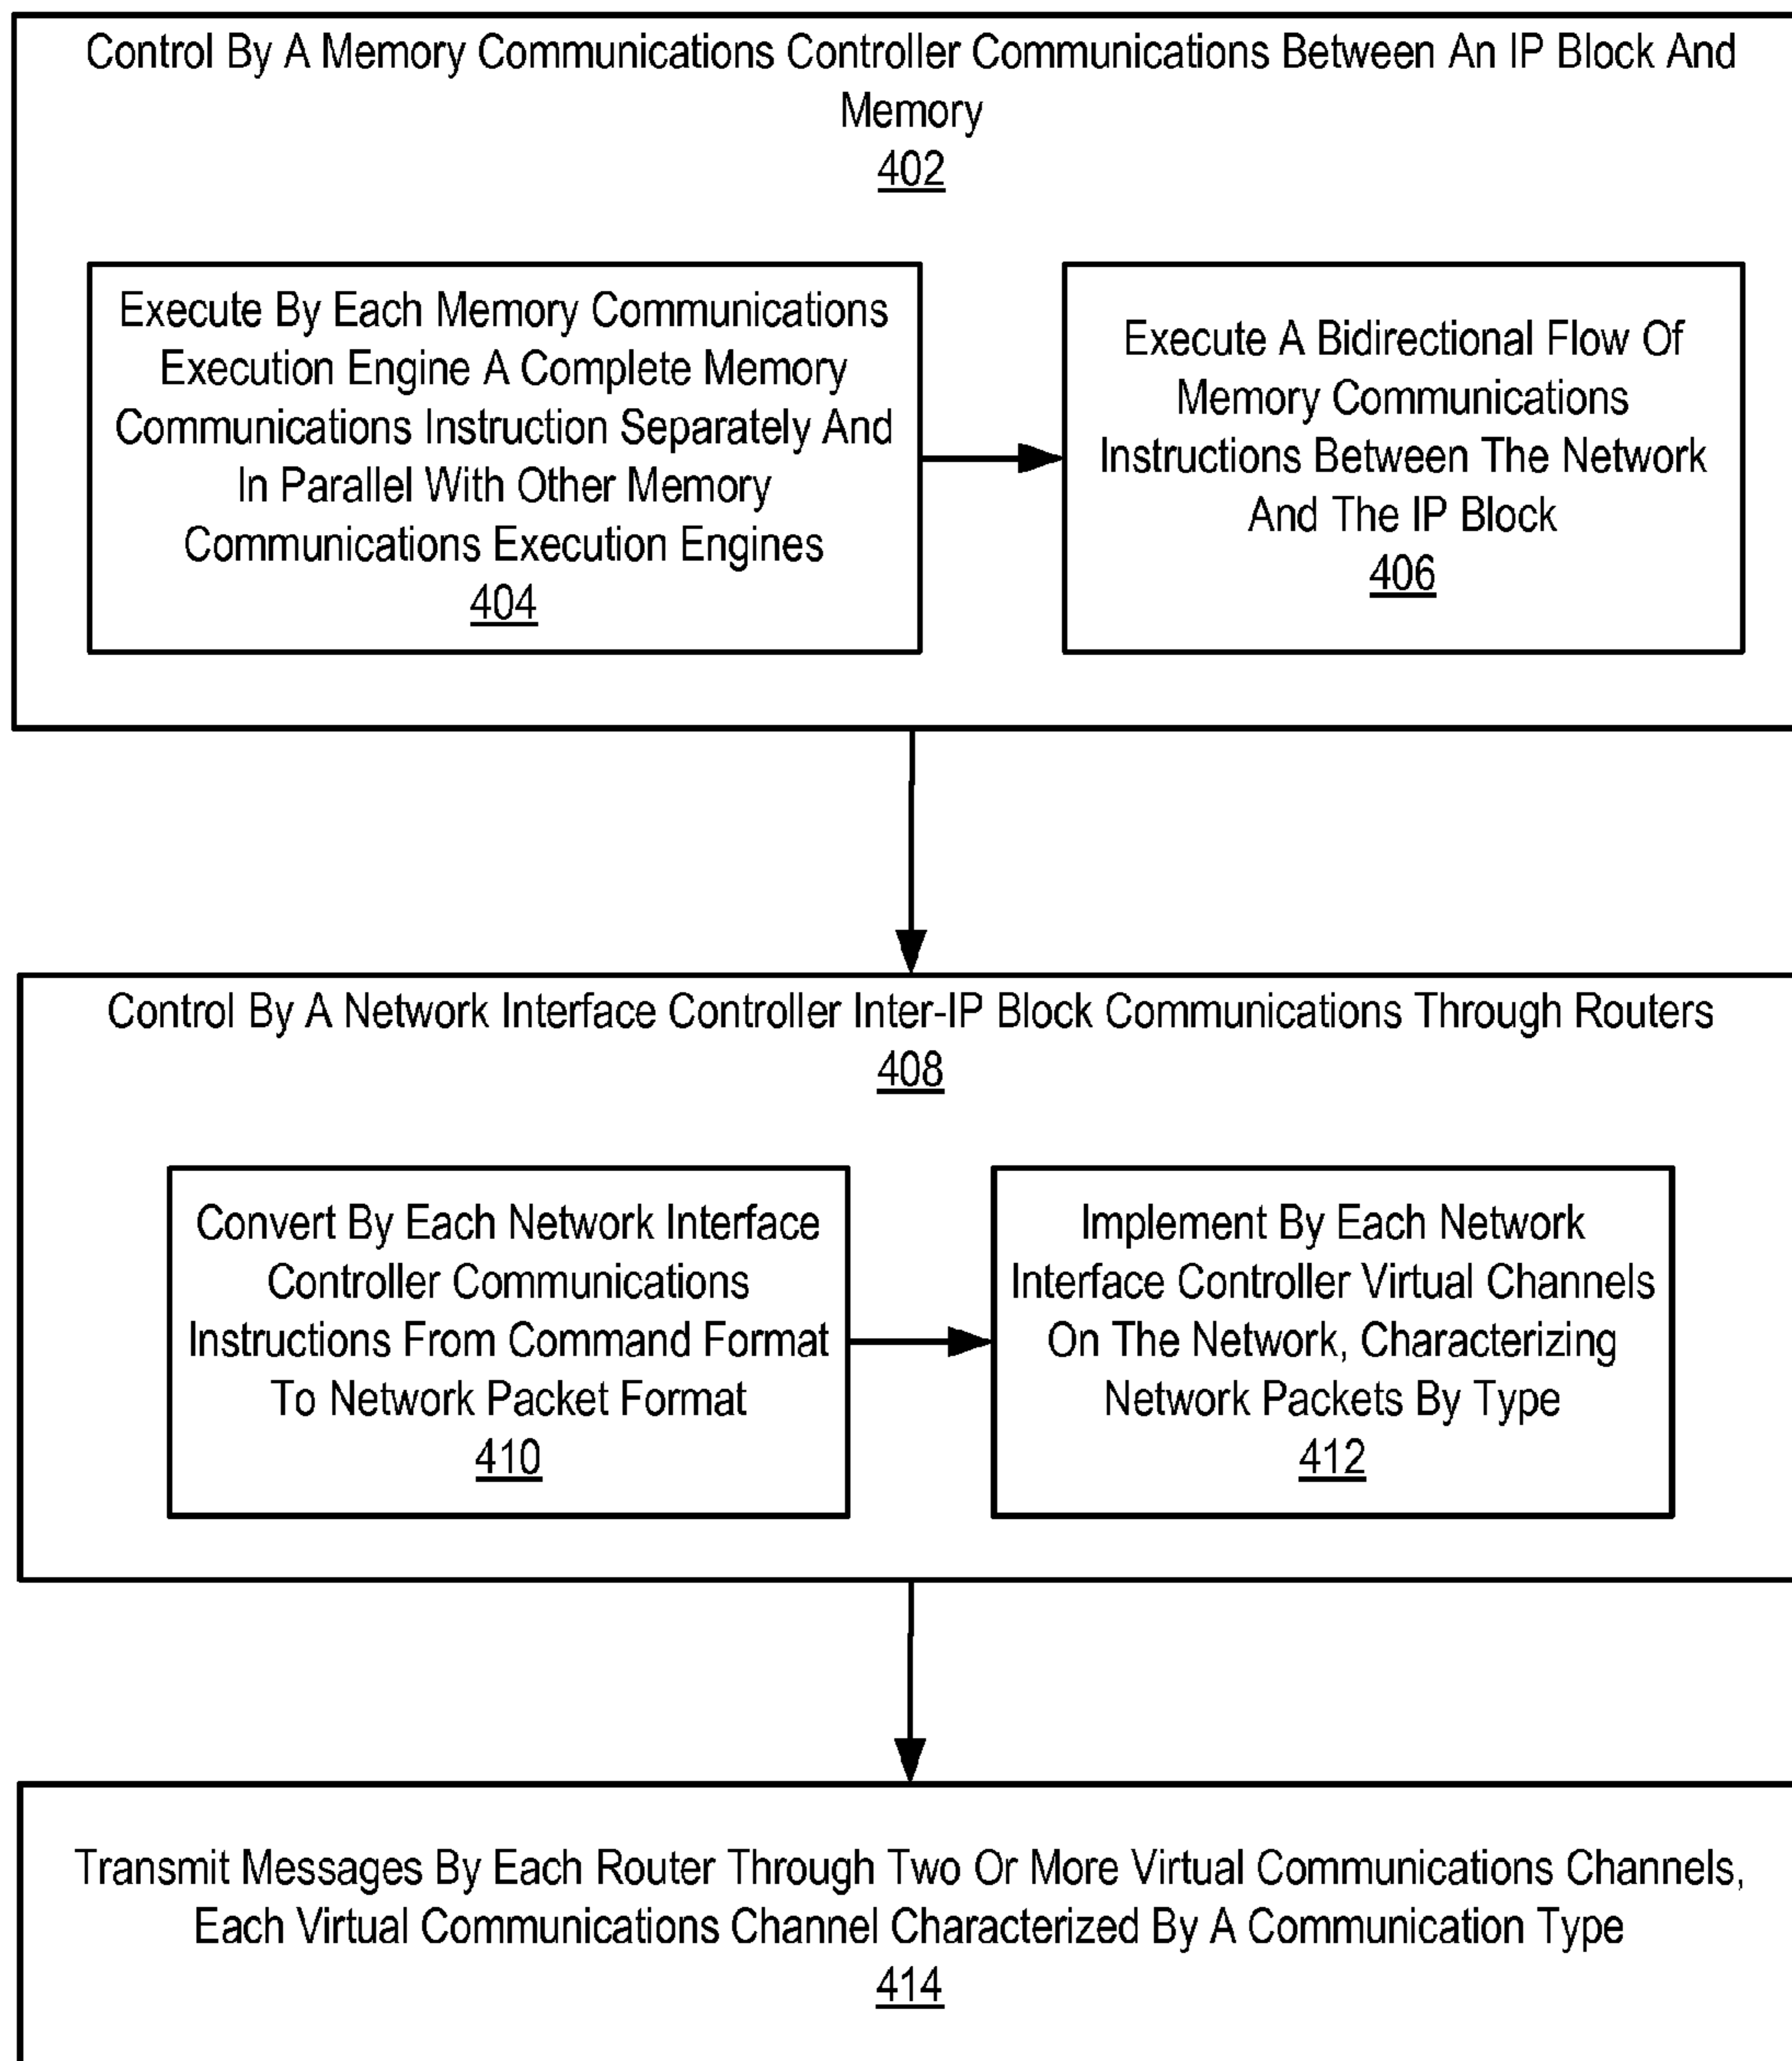 Control By A Memory Communications Controller Communications Between An IP Block And
Memory
402
Execute By Each Memory Communications
Execution Engine A Complete Memory
Communications Instruction Separately And
In Parallel With Other Memory
Communications Execution Engines
404
Execute A Bidirectional Flow Of
Memory Communications
Instructions Between The Network
And The IP Block
406
Control By A Network Interface Controller Inter-IP Block Communications Through Routers
408
Convert By Each Network Interface
Controller Communications
Instructions From Command Format
To Network Packet Format
410
Implement By Each Network
Interface Controller Virtual Channels
On The Network, Characterizing
Network Packets By Type
412
Transmit Messages By Each Router Through Two Or More Virtual Communications Channels,
Each Virtual Communications Channel Characterized By A Communication Type
414